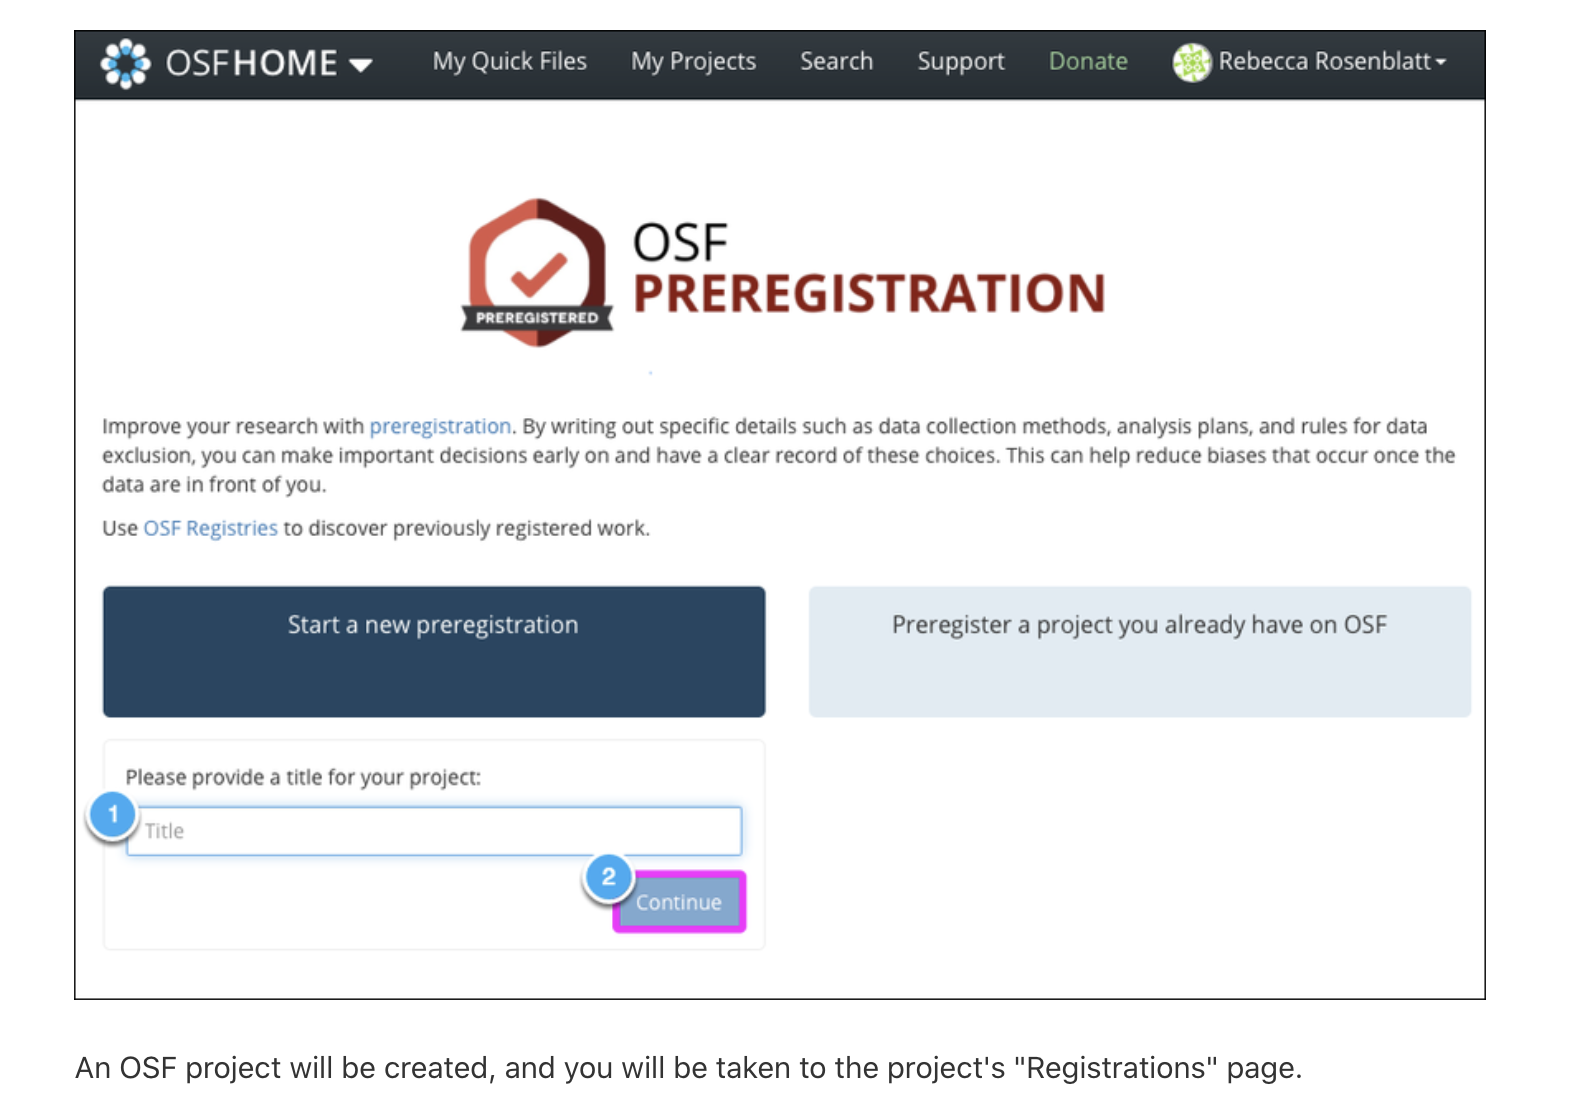 OSFHOME My Quick Files My Projects Search Support Donate Rebecca Rosenblatt
OSF
PREREGISTRATION
PREREGISTERED
Improve your research with preregistration. By writing out specific details such as data collection methods, analysis plans, and rules for data
exclusion, you can make important decisions early on and have a clear record of these choices. This can help reduce biases that occur once the
data are in front of you.
Use OSF Registries to discover previously registered work.
Start a new preregistration
Preregister a project you already have on OSF
Please provide a title for your project:
1
Title
2
Continue
An OSF project will be created, and you will be taken to the project's "Registrations" page.